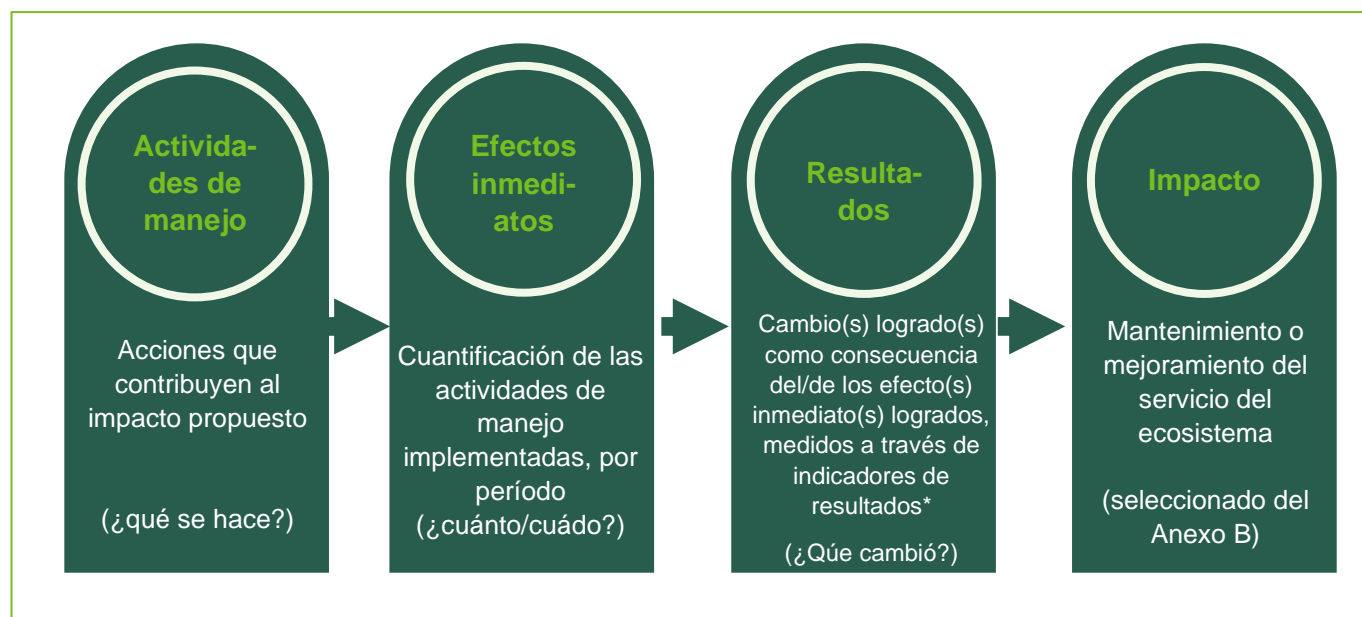 Activida-
des de
manejo
Acciones que
contribuyen al
impacto propuesto
(¿qué se hace?)
Efectos
inmedi-
atos
Cuantificación de las
actividades de
manejo
implementadas, por
período
(¿cuánto/cuádo?)
Resulta-
dos
Cambio(s) logrado(s)
como consecuencia
del/de los efecto(s)
inmediato(s) logrados,
medidos a través de
indicadores de
resultados*
(¿Qúe cambió?)
Impacto
Mantenimiento o
mejoramiento del
servicio del
ecosistema
(seleccionado del
Anexo B)